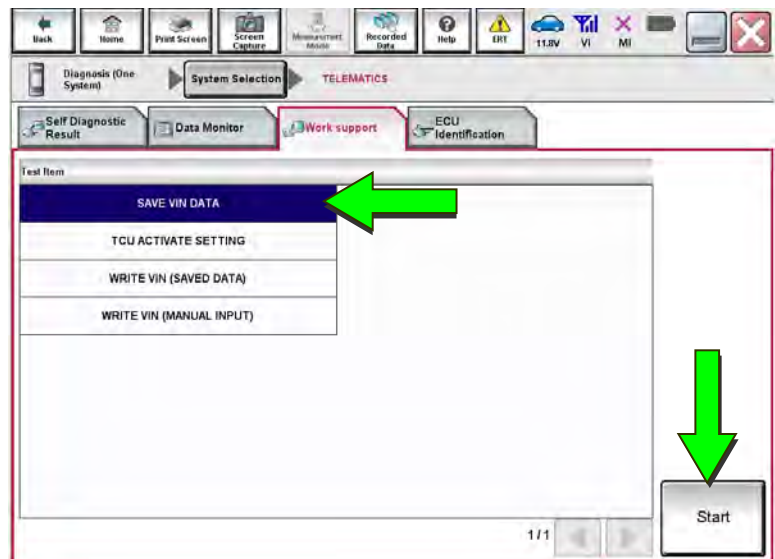 Back Home Print Screen Screen Capture Measurement Mode Recorded Data Help ERT 11.8V VI MI
Diagnosis (One System) System Selection TELEMATICS
Self Diagnostic Result Data Monitor Work support ECU Identification
Test Item
SAVE VIN DATA
TCU ACTIVATE SETTING
WRITE VIN (SAVED DATA)
WRITE VIN (MANUAL INPUT)
Start
1/1